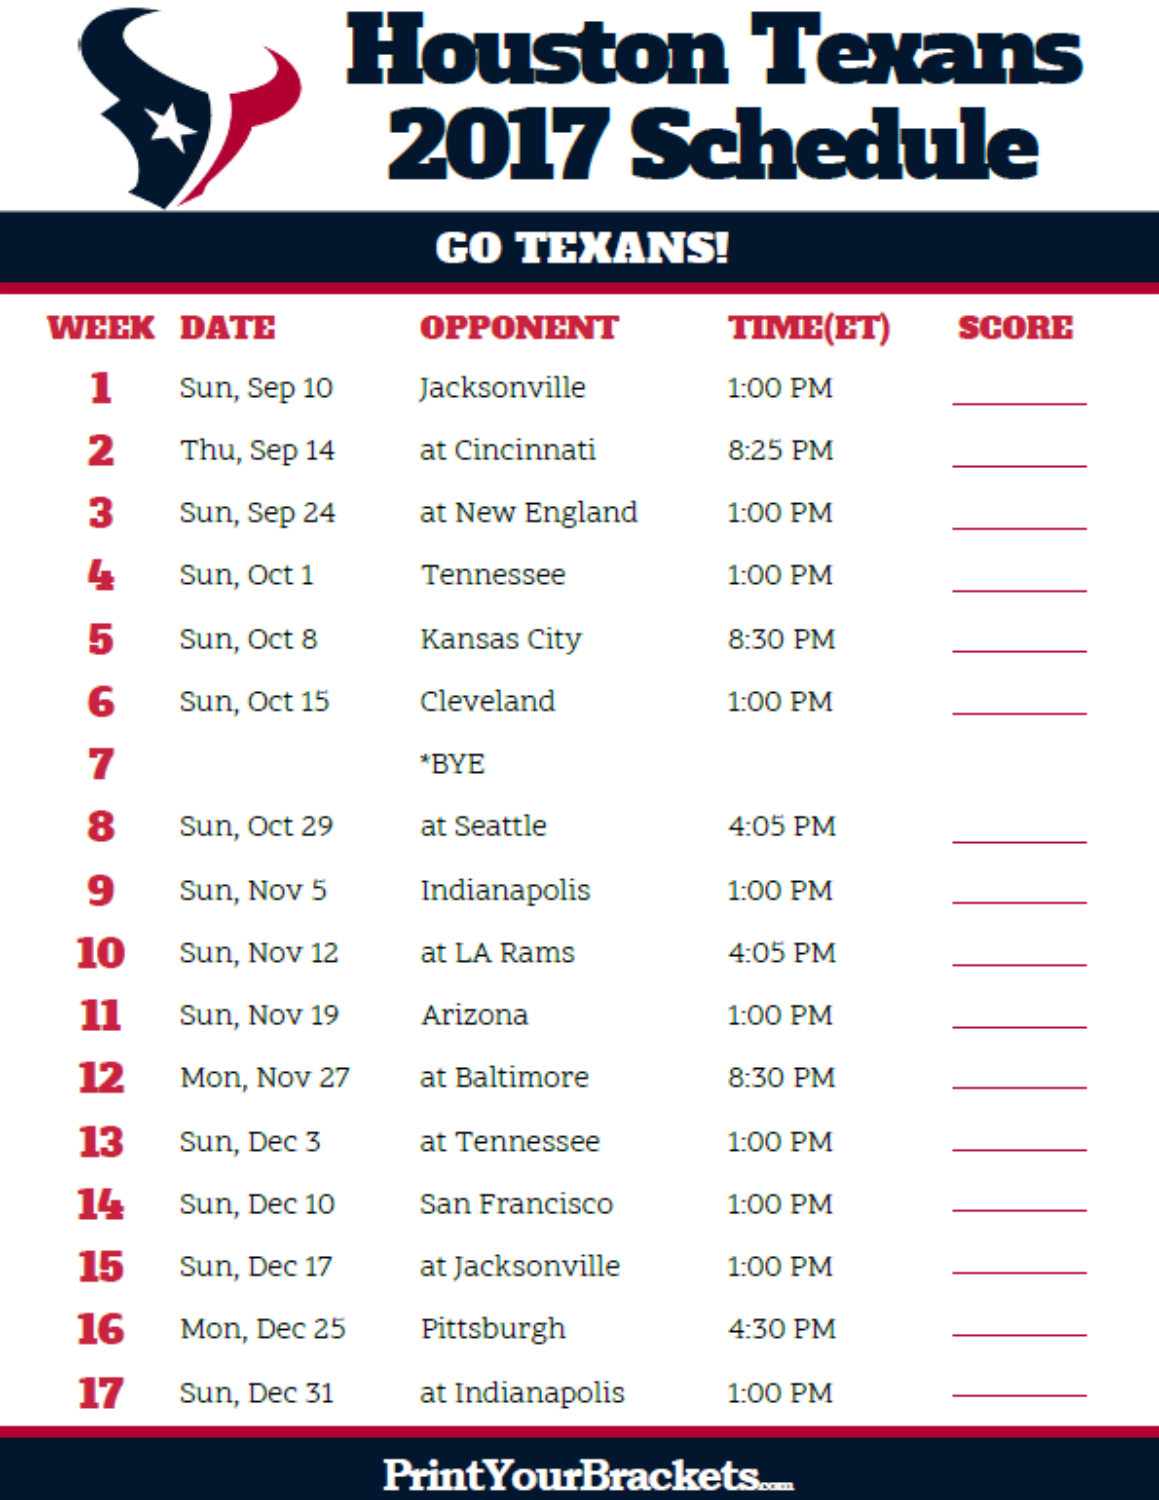 Houston Texans
2017 Schedule
GO TEXANS!
WEEK DATE OPPONENT TIME(ET) SCORE
1 Sun, Sep 10 Jacksonville 1:00 PM
2 Thu, Sep 14 at Cincinnati 8:25 PM
3 Sun, Sep 24 at New England 1:00 PM
4 Sun, Oct 1 Tennessee 1:00 PM
5 Sun, Oct 8 Kansas City 8:30 PM
6 Sun, Oct 15 Cleveland 1:00 PM
7 *BYE
8 Sun, Oct 29 at Seattle 4:05 PM
9 Sun, Nov 5 Indianapolis 1:00 PM
10 Sun, Nov 12 at LA Rams 4:05 PM
11 Sun, Nov 19 Arizona 1:00 PM
12 Mon, Nov 27 at Baltimore 8:30 PM
13 Sun, Dec 3 at Tennessee 1:00 PM
14 Sun, Dec 10 San Francisco 1:00 PM
15 Sun, Dec 17 at Jacksonville 1:00 PM
16 Mon, Dec 25 Pittsburgh 4:30 PM
17 Sun, Dec 31 at Indianapolis 1:00 PM
PrintYourBrackets.com